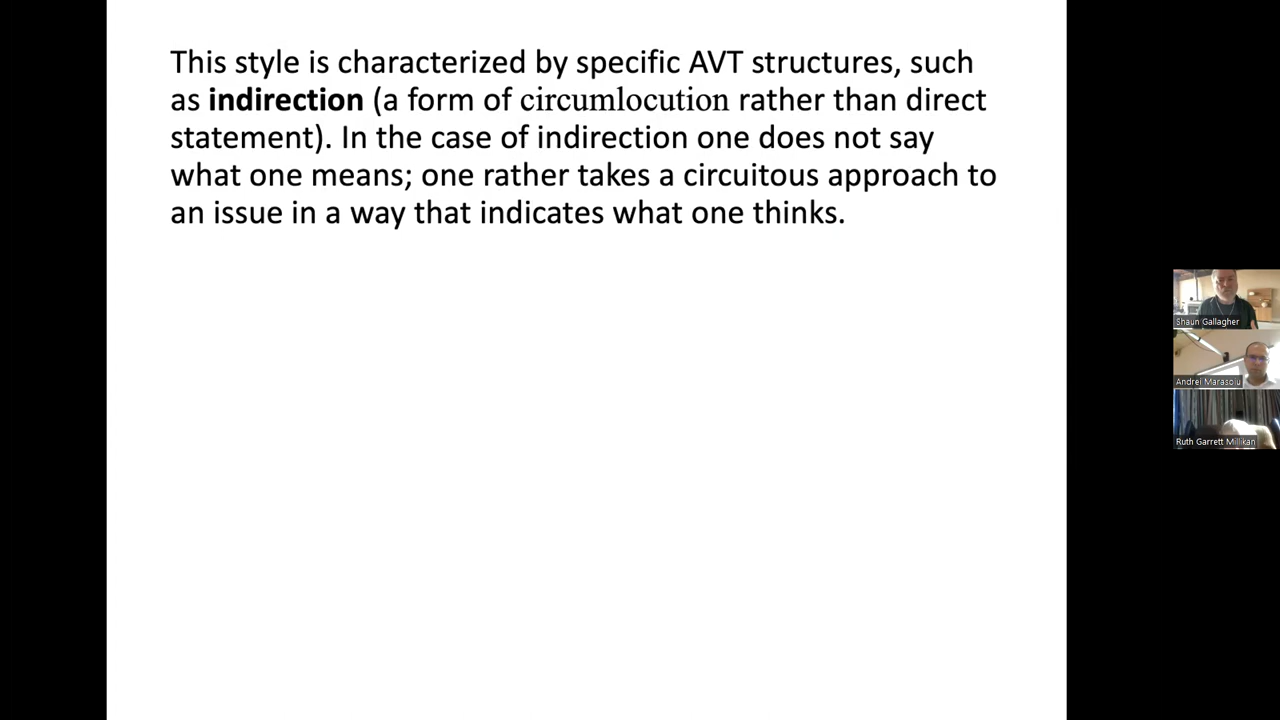 This style is characterized by specific AVT structures, such
as indirection (a form of circumlocution rather than direct
statement). In the case of indirection one does not say
what one means; one rather takes a circuitous approach to
an issue in a way that indicates what one thinks.
Shaun Gallagher
Andrei Marasoiu
Ruth Garrett Millikan